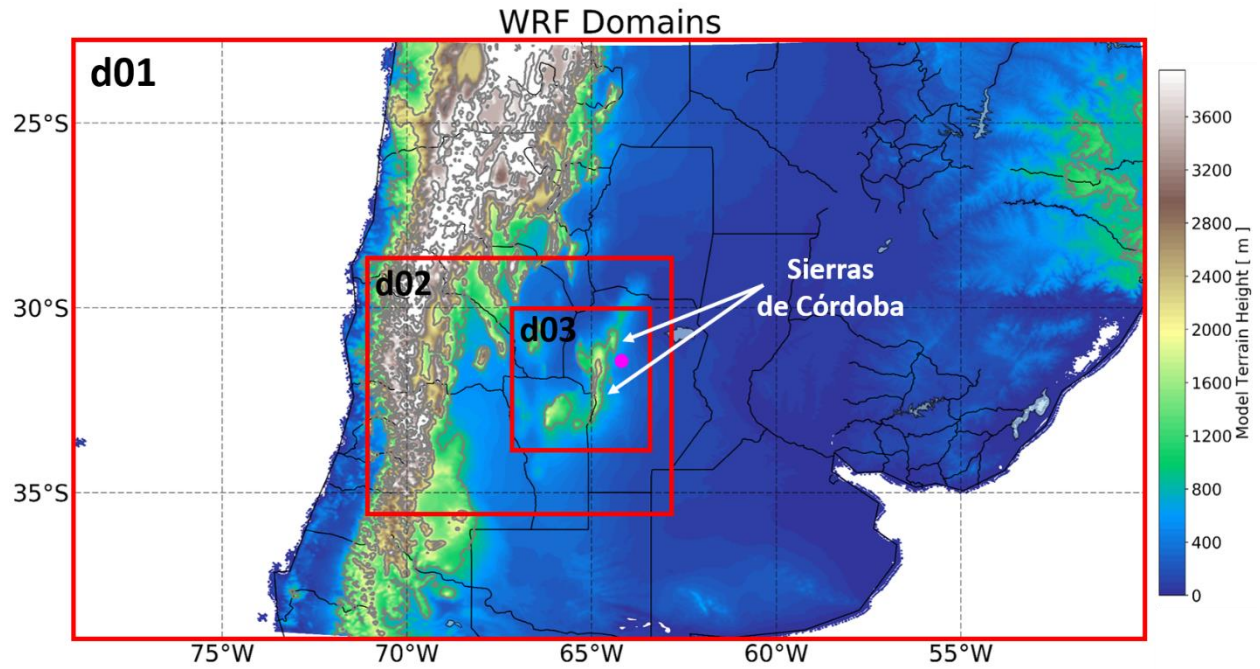 WRF Domains
d01
25°S
d02
Sierras
de Córdoba
30°S
d03
35°S
75°W
70°W
65°W
60°W
55°W
3600
3200
2800
2400
2000
1600
1200
800
400
0
Model Terrain Height [ m ]